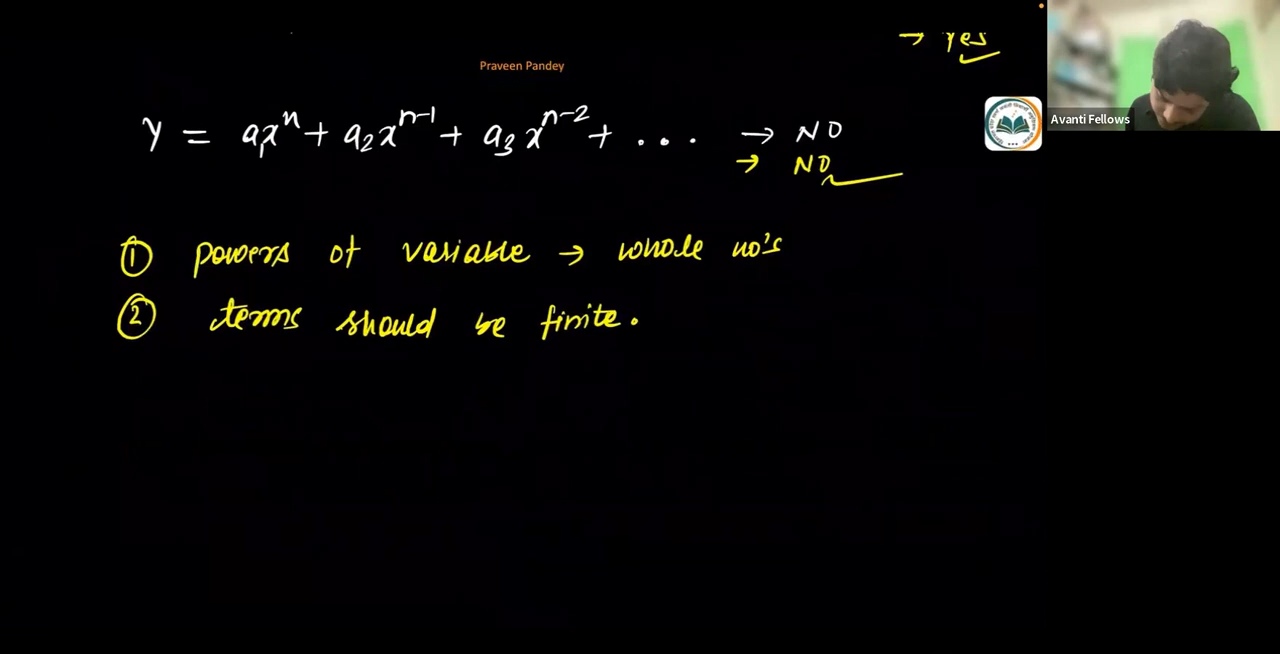 → Yes
Praveen Pandey
y = a₁xⁿ + a₂xⁿ⁻¹ + a₃xⁿ⁻² + ... → NO
→ NO
Avanti Fellows
① powers of variable → whole no's
② terms should be finite.